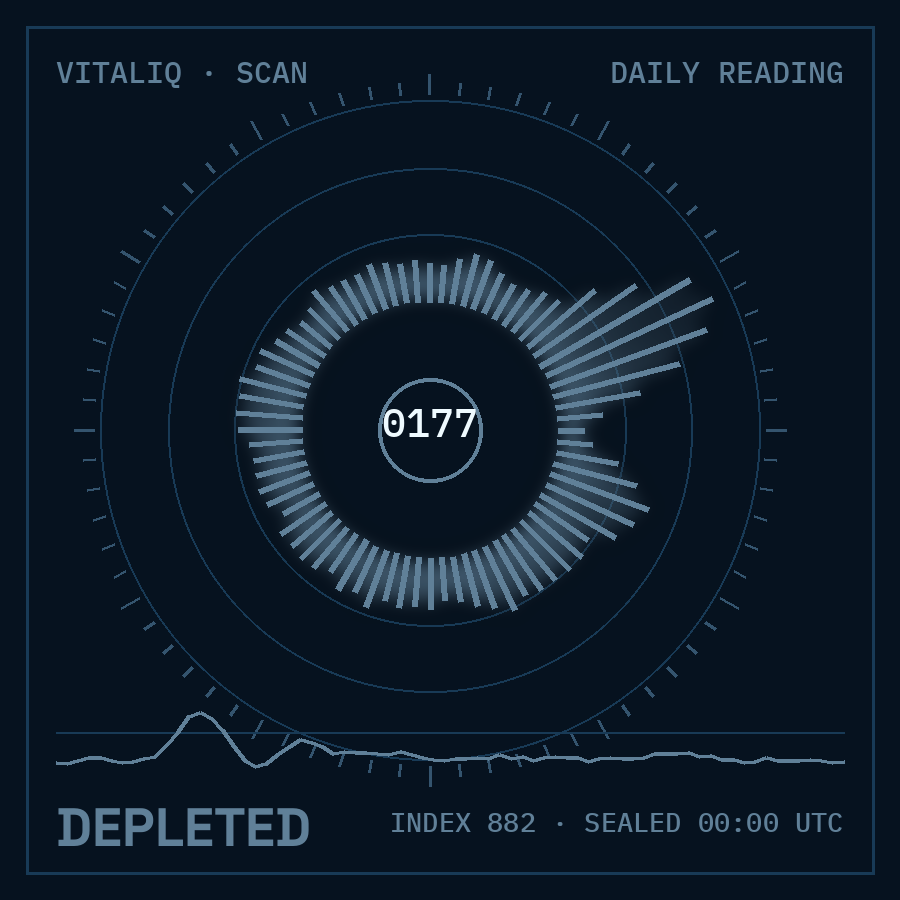 VITALIQ · SCAN
DAILY READING
0177
DEPLETED
INDEX 882 · SEALED 00:00 UTC